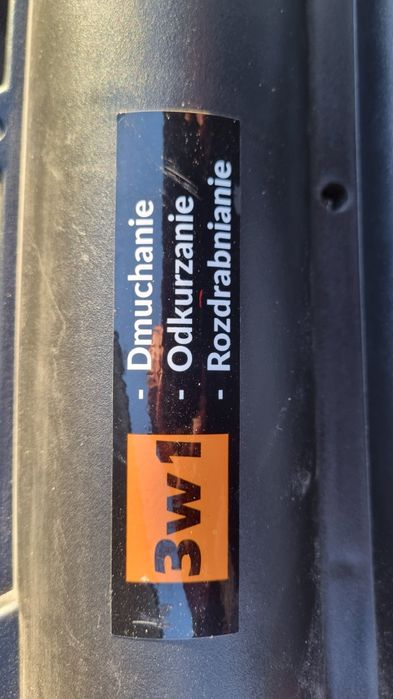 3w1
- Dmuchanie
- Odkurzanie
- Rozdrabnianie